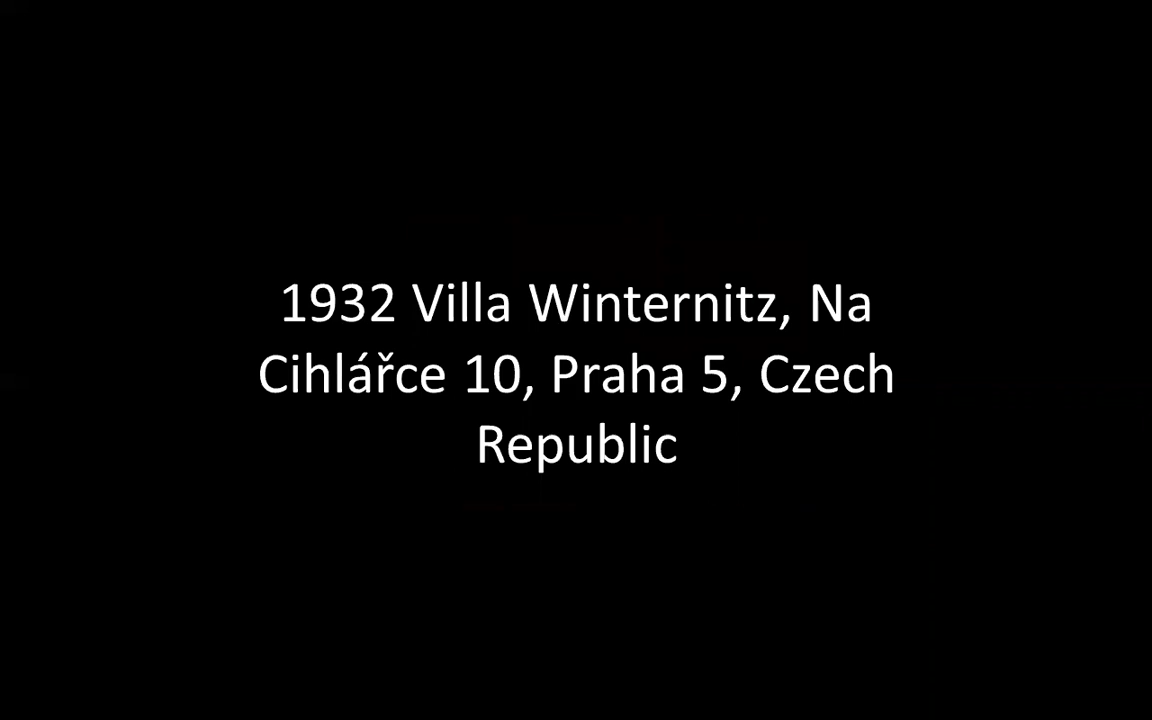 1932 Villa Winternitz, Na
Cihlářce 10, Praha 5, Czech
Republic